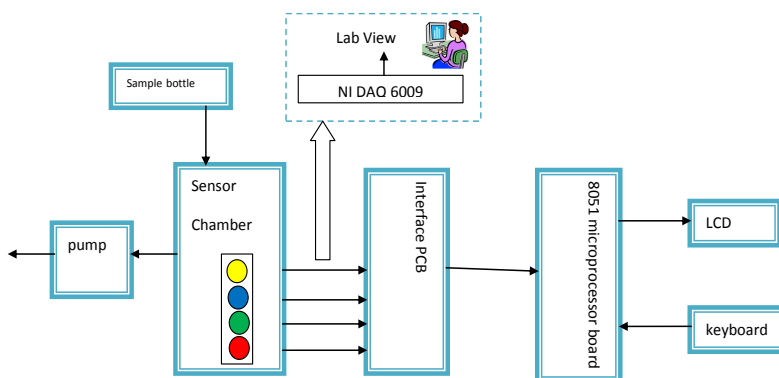 Lab View
NI DAQ 6009
Sample bottle
Sensor
Chamber
pump
Interface PCB
8051 microprocessor board
LCD
keyboard